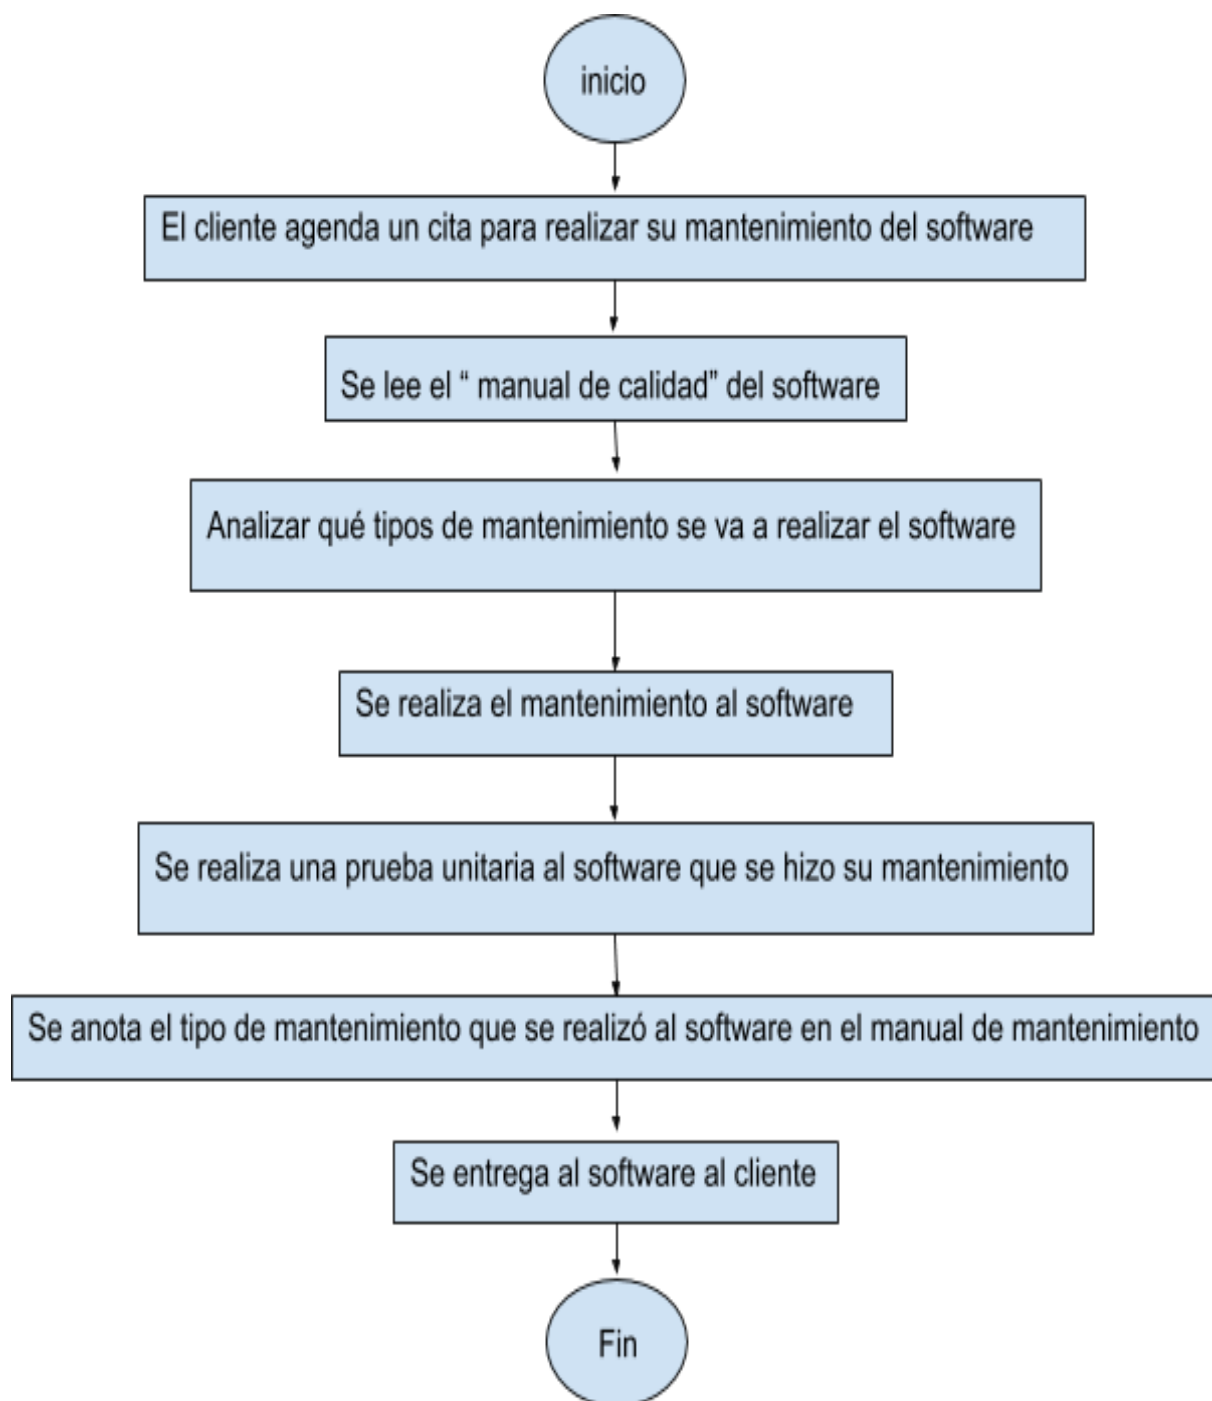 inicio
El cliente agenda un cita para realizar su mantenimiento del software
Se lee el “ manual de calidad” del software
Analizar qué tipos de mantenimiento se va a realizar el software
Se realiza el mantenimiento al software
Se realiza una prueba unitaria al software que se hizo su mantenimiento
Se anota el tipo de mantenimiento que se realizó al software en el manual de mantenimiento
Se entrega al software al cliente
Fin